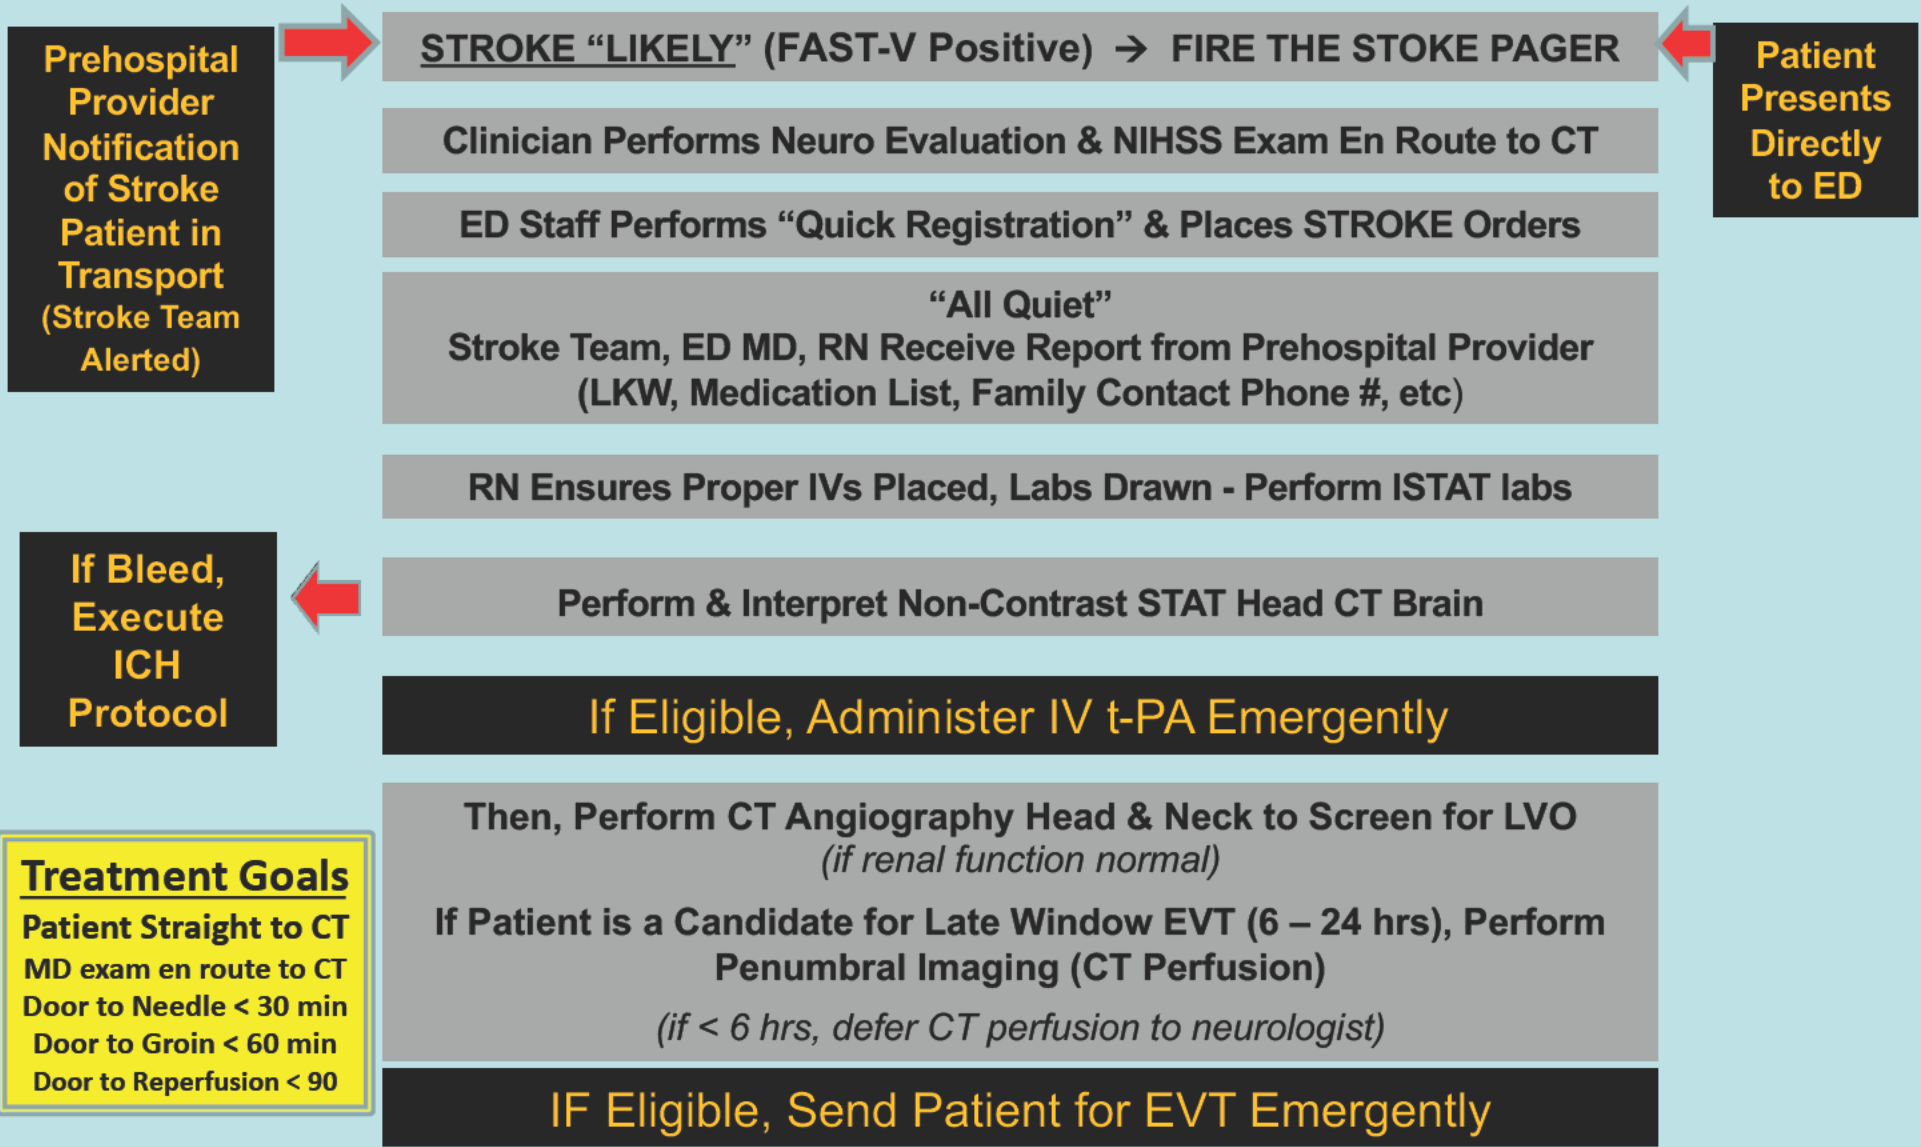 Prehospital
Provider
Notification
of Stroke
Patient in
Transport
(Stroke Team
Alerted)
STROKE “LIKELY” (FAST-V Positive) → FIRE THE STOKE PAGER
Patient
Presents
Directly
to ED
Clinician Performs Neuro Evaluation & NIHSS Exam En Route to CT
ED Staff Performs “Quick Registration” & Places STROKE Orders
“All Quiet”
Stroke Team, ED MD, RN Receive Report from Prehospital Provider
(LKW, Medication List, Family Contact Phone #, etc)
RN Ensures Proper IVs Placed, Labs Drawn - Perform ISTAT labs
Perform & Interpret Non-Contrast STAT Head CT Brain
If Bleed,
Execute
ICH
Protocol
If Eligible, Administer IV t-PA Emergently
Then, Perform CT Angiography Head & Neck to Screen for LVO
(if renal function normal)
If Patient is a Candidate for Late Window EVT (6 – 24 hrs), Perform
Penumbral Imaging (CT Perfusion)
(if < 6 hrs, defer CT perfusion to neurologist)
Treatment Goals
Patient Straight to CT
MD exam en route to CT
Door to Needle < 30 min
Door to Groin < 60 min
Door to Reperfusion < 90
IF Eligible, Send Patient for EVT Emergently